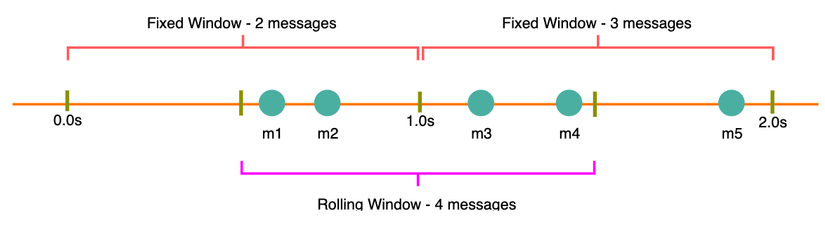 Fixed Window - 2 messages
Fixed Window - 3 messages
0.0s
1.0s
2.0s
m1
m2
m3
m4
m5
Rolling Window - 4 messages